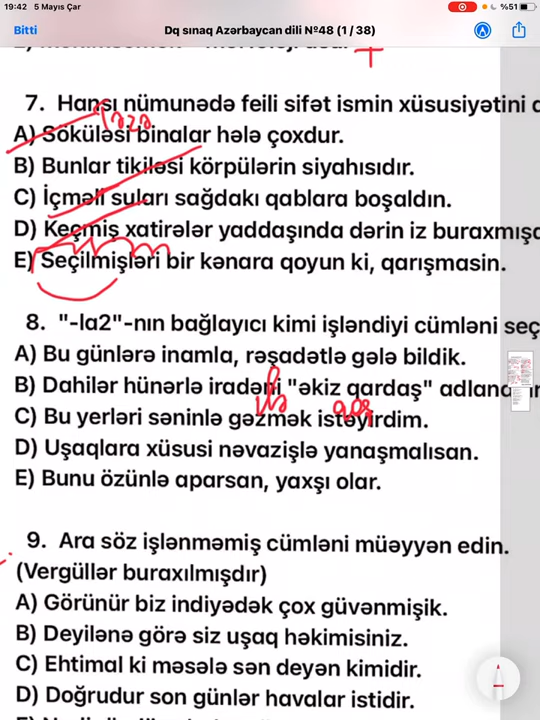 19:42 5 Mayıs Çar %51
Bitti Dq sınaq Azərbaycan dili №48 (1 / 38)
7. Hansı nümunədə feili sifət ismin xüsusiyətini
A) Söküləsi binalar hələ çoxdur.
B) Bunlar tikiləsi körpülərin siyahısıdır.
C) İçməli suları sağdakı qablara boşaldın.
D) Keçmiş xatirələr yaddaşında dərin iz buraxmış
E) Seçilmişləri bir kənara qoyun ki, qarışmasin.
8. "-la2"-nın bağlayıcı kimi işləndiyi cümləni seç
A) Bu günlərə inamla, rəşadətlə gələ bildik.
B) Dahilər hünərlə iradəni "əkiz qardaş" adland
ilə qoş
C) Bu yerləri səninlə gəzmək istəyirdim.
D) Uşaqlara xüsusi nəvazişlə yanaşmalısan.
E) Bunu özünlə aparsan, yaxşı olar.
9. Ara söz işlənməmiş cümləni müəyyən edin.
(Vergüllər buraxılmışdır)
A) Görünür biz indiyədək çox güvənmişik.
B) Deyilənə görə siz uşaq həkimisiniz.
C) Ehtimal ki məsələ sən deyən kimidir.
D) Doğrudur son günlər havalar istidir.